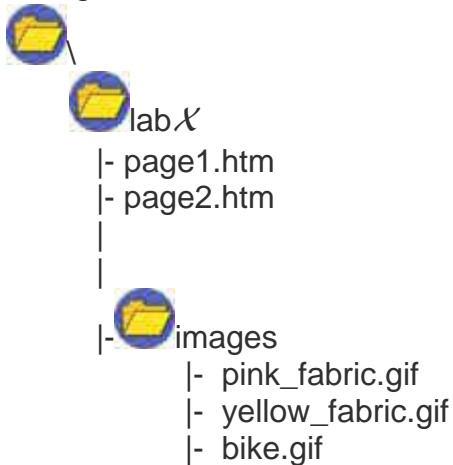 \
labX
|- page1.htm
|- page2.htm
|
|
|- images
|- pink_fabric.gif
|- yellow_fabric.gif
|- bike.gif